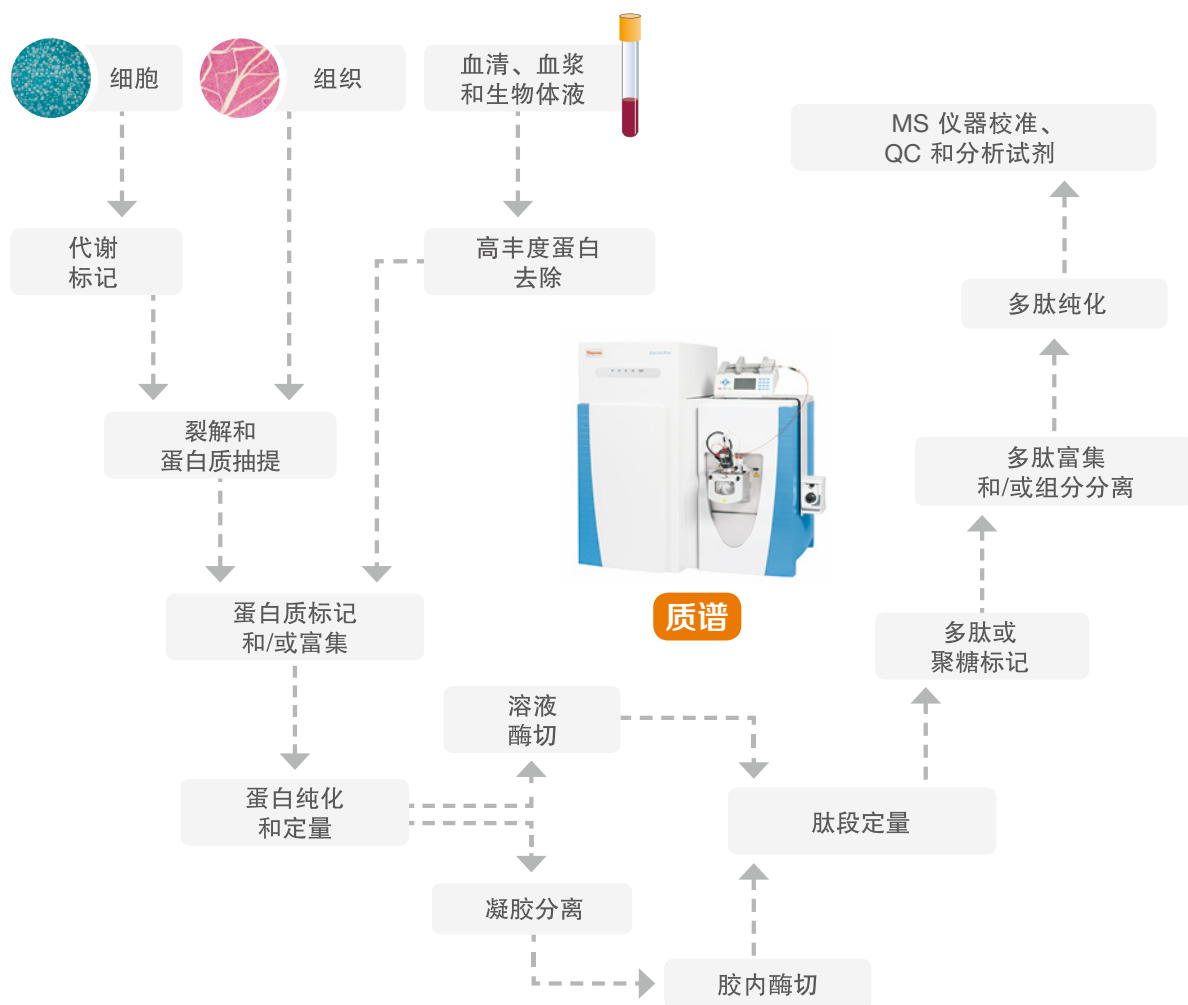 细胞
组织
血清、血浆
和生物体液
MS 仪器校准、
QC 和分析试剂
代谢
标记
高丰度蛋白
去除
多肽纯化
裂解和
蛋白质抽提
多肽富集
和/或组分分离
蛋白质标记
和/或富集
质谱
多肽或
聚糖标记
溶液
酶切
蛋白纯化
和定量
肽段定量
凝胶分离
胶内酶切